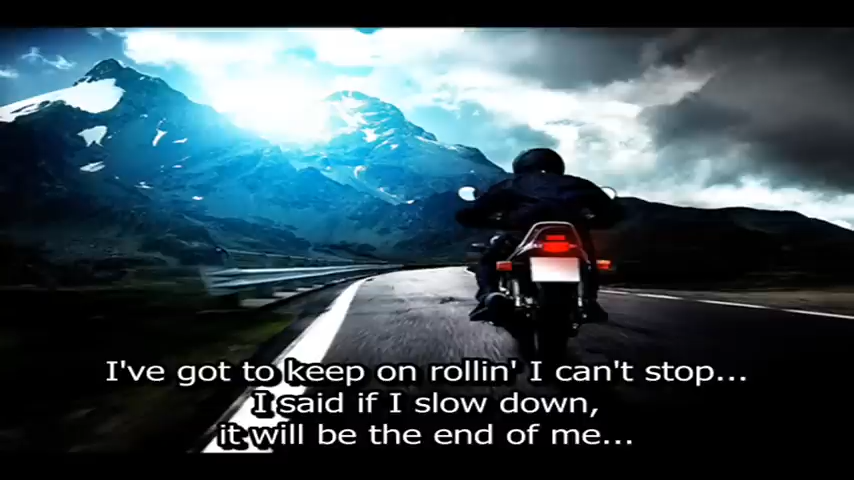 I've got to keep on rollin' I can't stop...
I said if I slow down,
it will be the end of me...